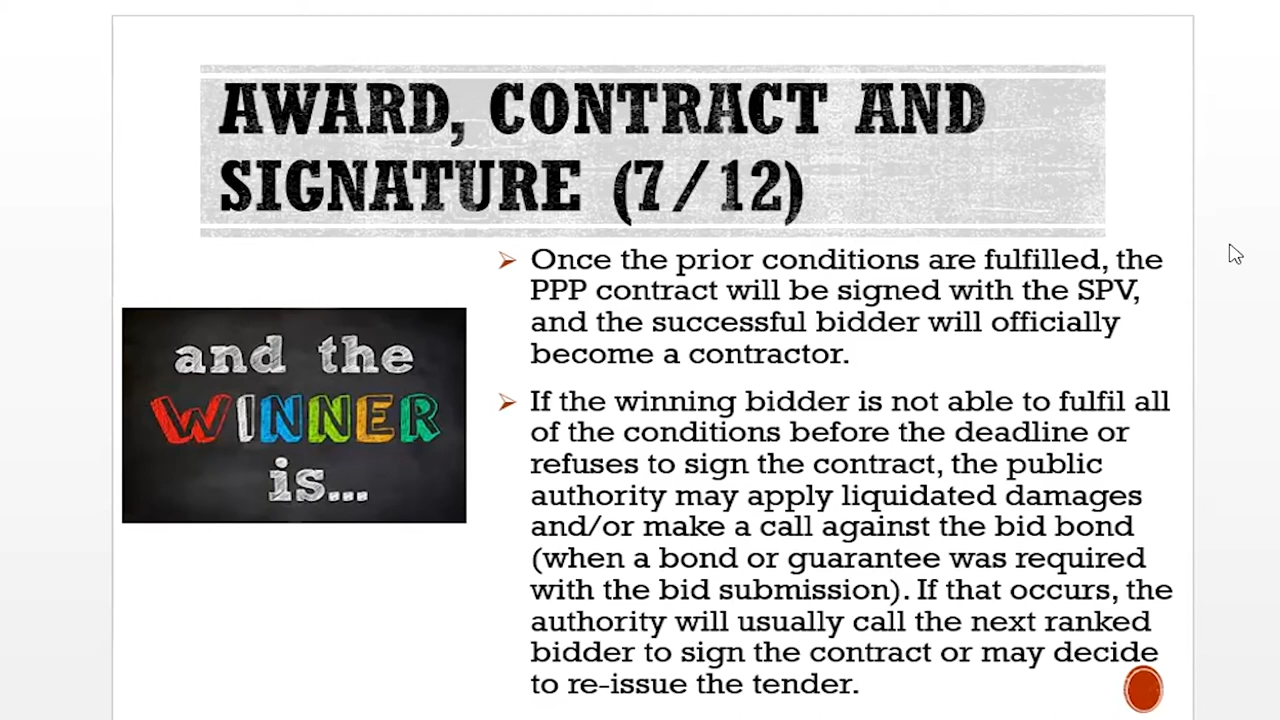 AWARD, CONTRACT AND
SIGNATURE (7/12)
and the
WINNER
is...
Once the prior conditions are fulfilled, the
PPP contract will be signed with the SPV,
and the successful bidder will officially
become a contractor.
If the winning bidder is not able to fulfil all
of the conditions before the deadline or
refuses to sign the contract, the public
authority may apply liquidated damages
and/or make a call against the bid bond
(when a bond or guarantee was required
with the bid submission). If that occurs, the
authority will usually call the next ranked
bidder to sign the contract or may decide
to re-issue the tender.